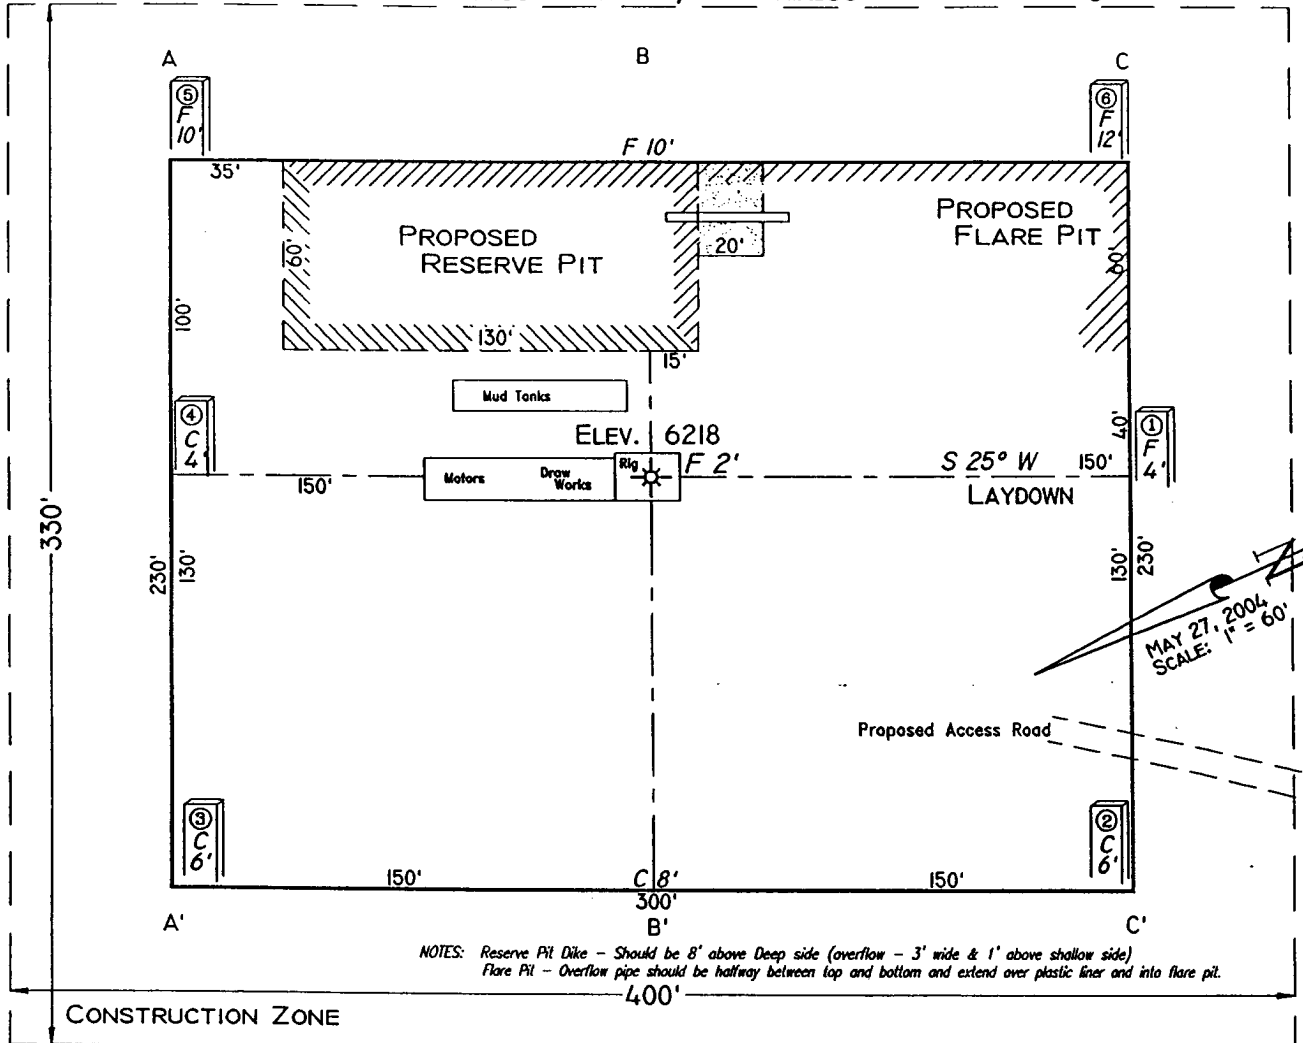 A
B
C
⑤
F
10'
⑥
F
12'
F 10'
35'
PROPOSED
RESERVE PIT
60'
20'
PROPOSED
FLARE PIT
60'
100'
130'
15'
Mud Tanks
④
C
4'
40'
①
F
4'
ELEV. 6218
Rig
F 2'
S 25° W
150'
Motors
Draw
Works
150'
LAYDOWN
330'
230'
130'
130'
230'
N
MAY 27, 2004
SCALE: 1" = 60'
Proposed Access Road
③
C
6'
②
C
6'
150'
C 8'
150'
300'
A'
B'
C'
NOTES: Reserve Pit Dike – Should be 8' above Deep side (overflow – 3' wide & 1' above shallow side)
Flare Pit – Overflow pipe should be halfway between top and bottom and extend over plastic liner and into flare pit.
400'
CONSTRUCTION ZONE